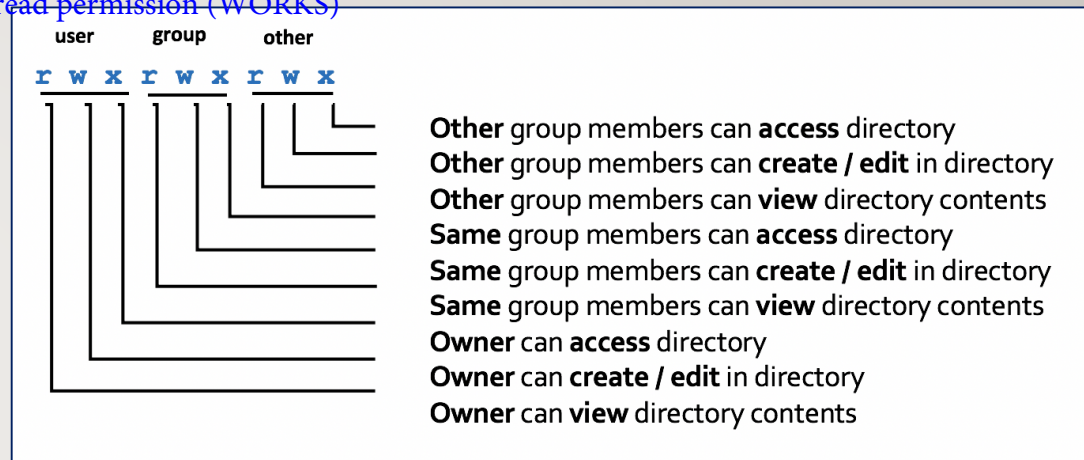 read permission (WORKS)
user group other
r w x r w x r w x
Other group members can access directory
Other group members can create / edit in directory
Other group members can view directory contents
Same group members can access directory
Same group members can create / edit in directory
Same group members can view directory contents
Owner can access directory
Owner can create / edit in directory
Owner can view directory contents